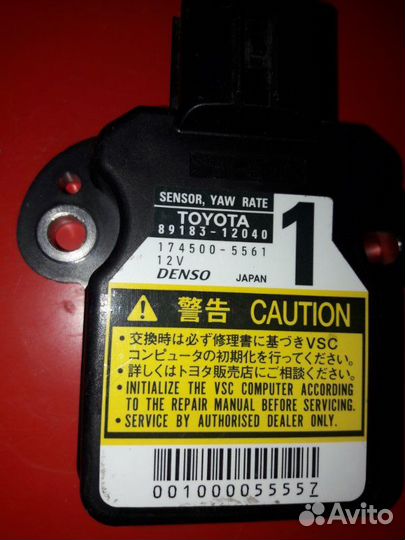 SENSOR, YAW RATE
TOYOTA
89183-12040
174500-5561
12V
DENSO JAPAN
1
警告 CAUTION
•交換時は必ず修理書に基づきVSC
コンピュータの初期化を行ってください。
•詳しくはトヨタ販売店にご相談ください。
•INITIALIZE THE VSC COMPUTER ACCORDING
TO THE REPAIR MANUAL BEFORE SERVICING.
•SERVICE BY AUTHORISED DEALER ONLY.
001000055557
Avito